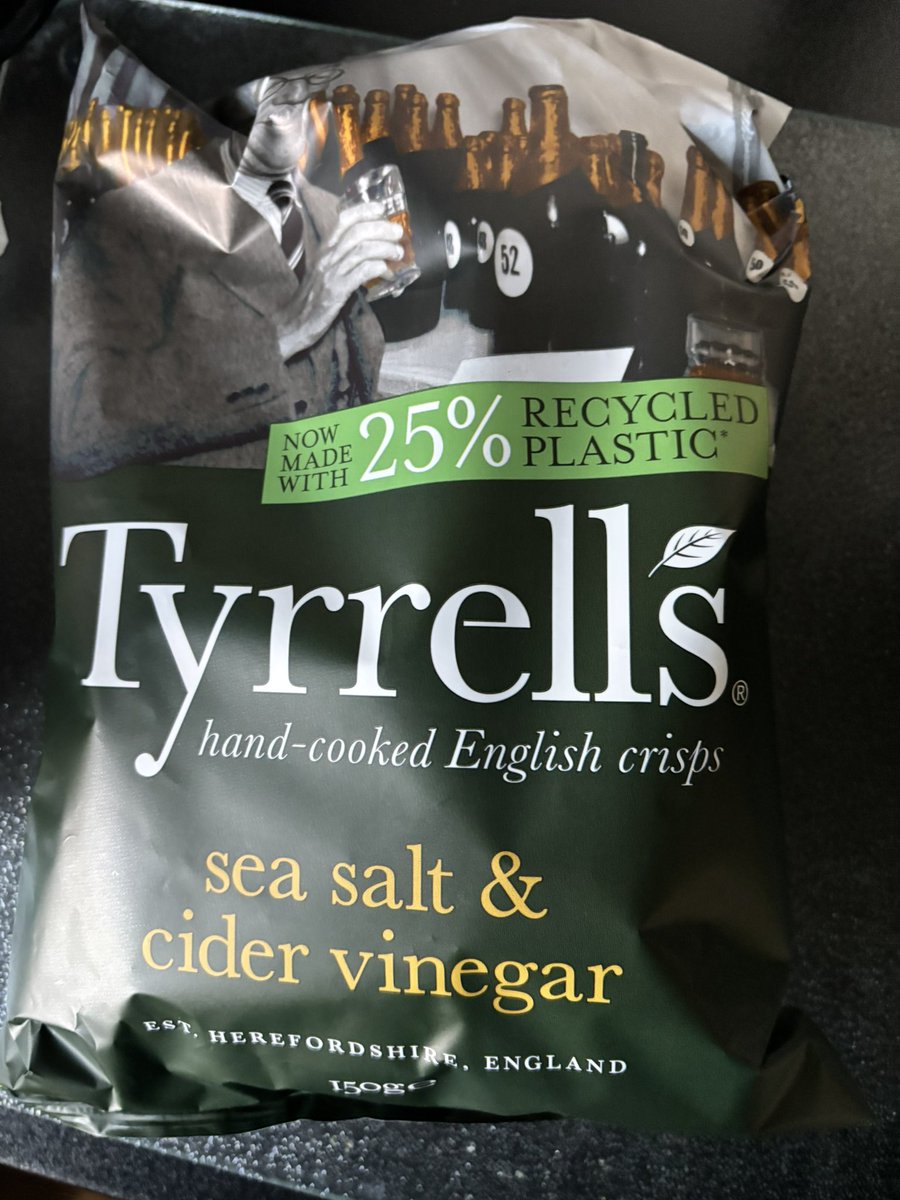 52
NOW
MADE
WITH
25%
RECYCLED
PLASTIC*
Tyrrells®
hand-cooked English crisps
sea salt &
cider vinegar
EST. HEREFORDSHIRE, ENGLAND
150g e